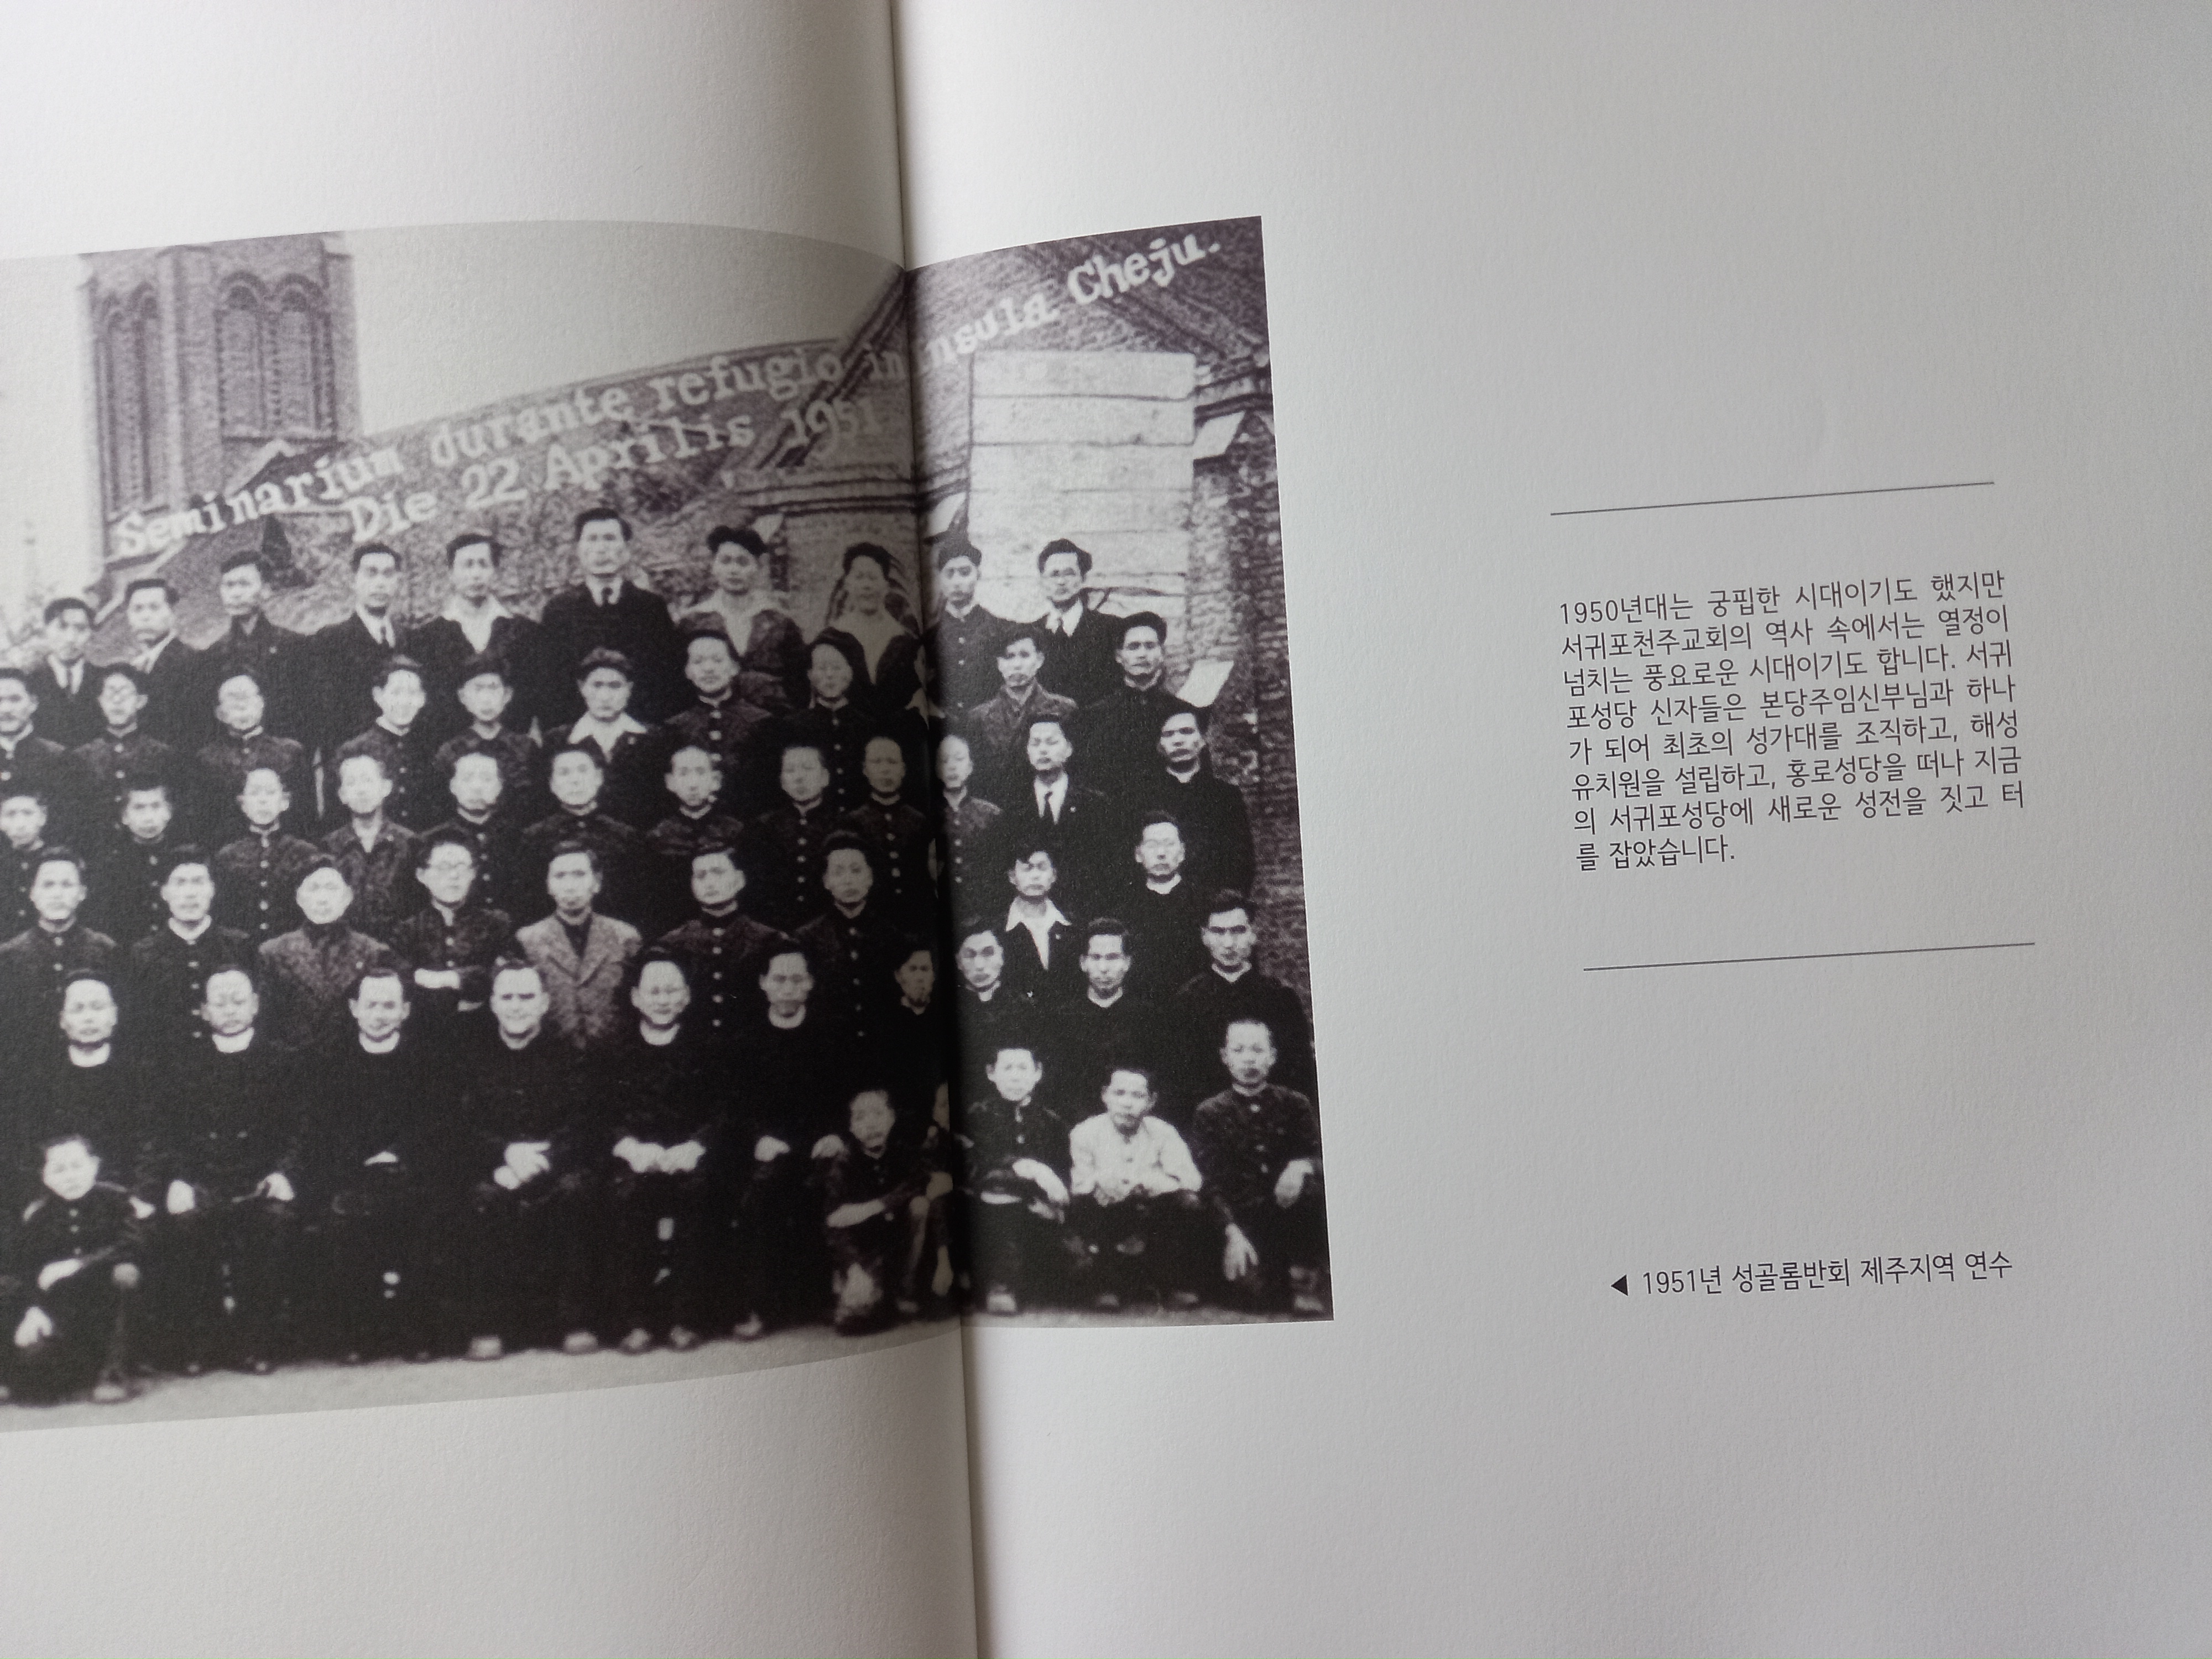 Seminarium durante refugio in insula Cheju.
Die 22 Aprilis 1951
1950년대는 궁핍한 시대이기도 했지만
서귀포천주교회의 역사 속에서는 열정이
넘치는 풍요로운 시대이기도 합니다. 서귀
포성당 신자들은 본당주임신부님과 하나
가 되어 최초의 성가대를 조직하고, 해성
유치원을 설립하고, 홍로성당을 떠나 지금
의 서귀포성당에 새로운 성전을 짓고 터
를 잡았습니다.
◀ 1951년 성골롬반회 제주지역 연수